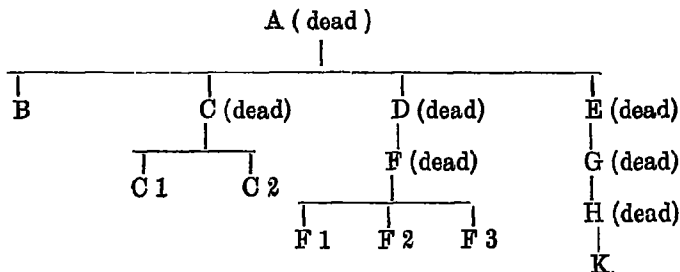 A (dead)
B C (dead) D (dead) E (dead)
F (dead) G (dead)
C 1 C 2 H (dead)
F 1 F 2 F 3
K